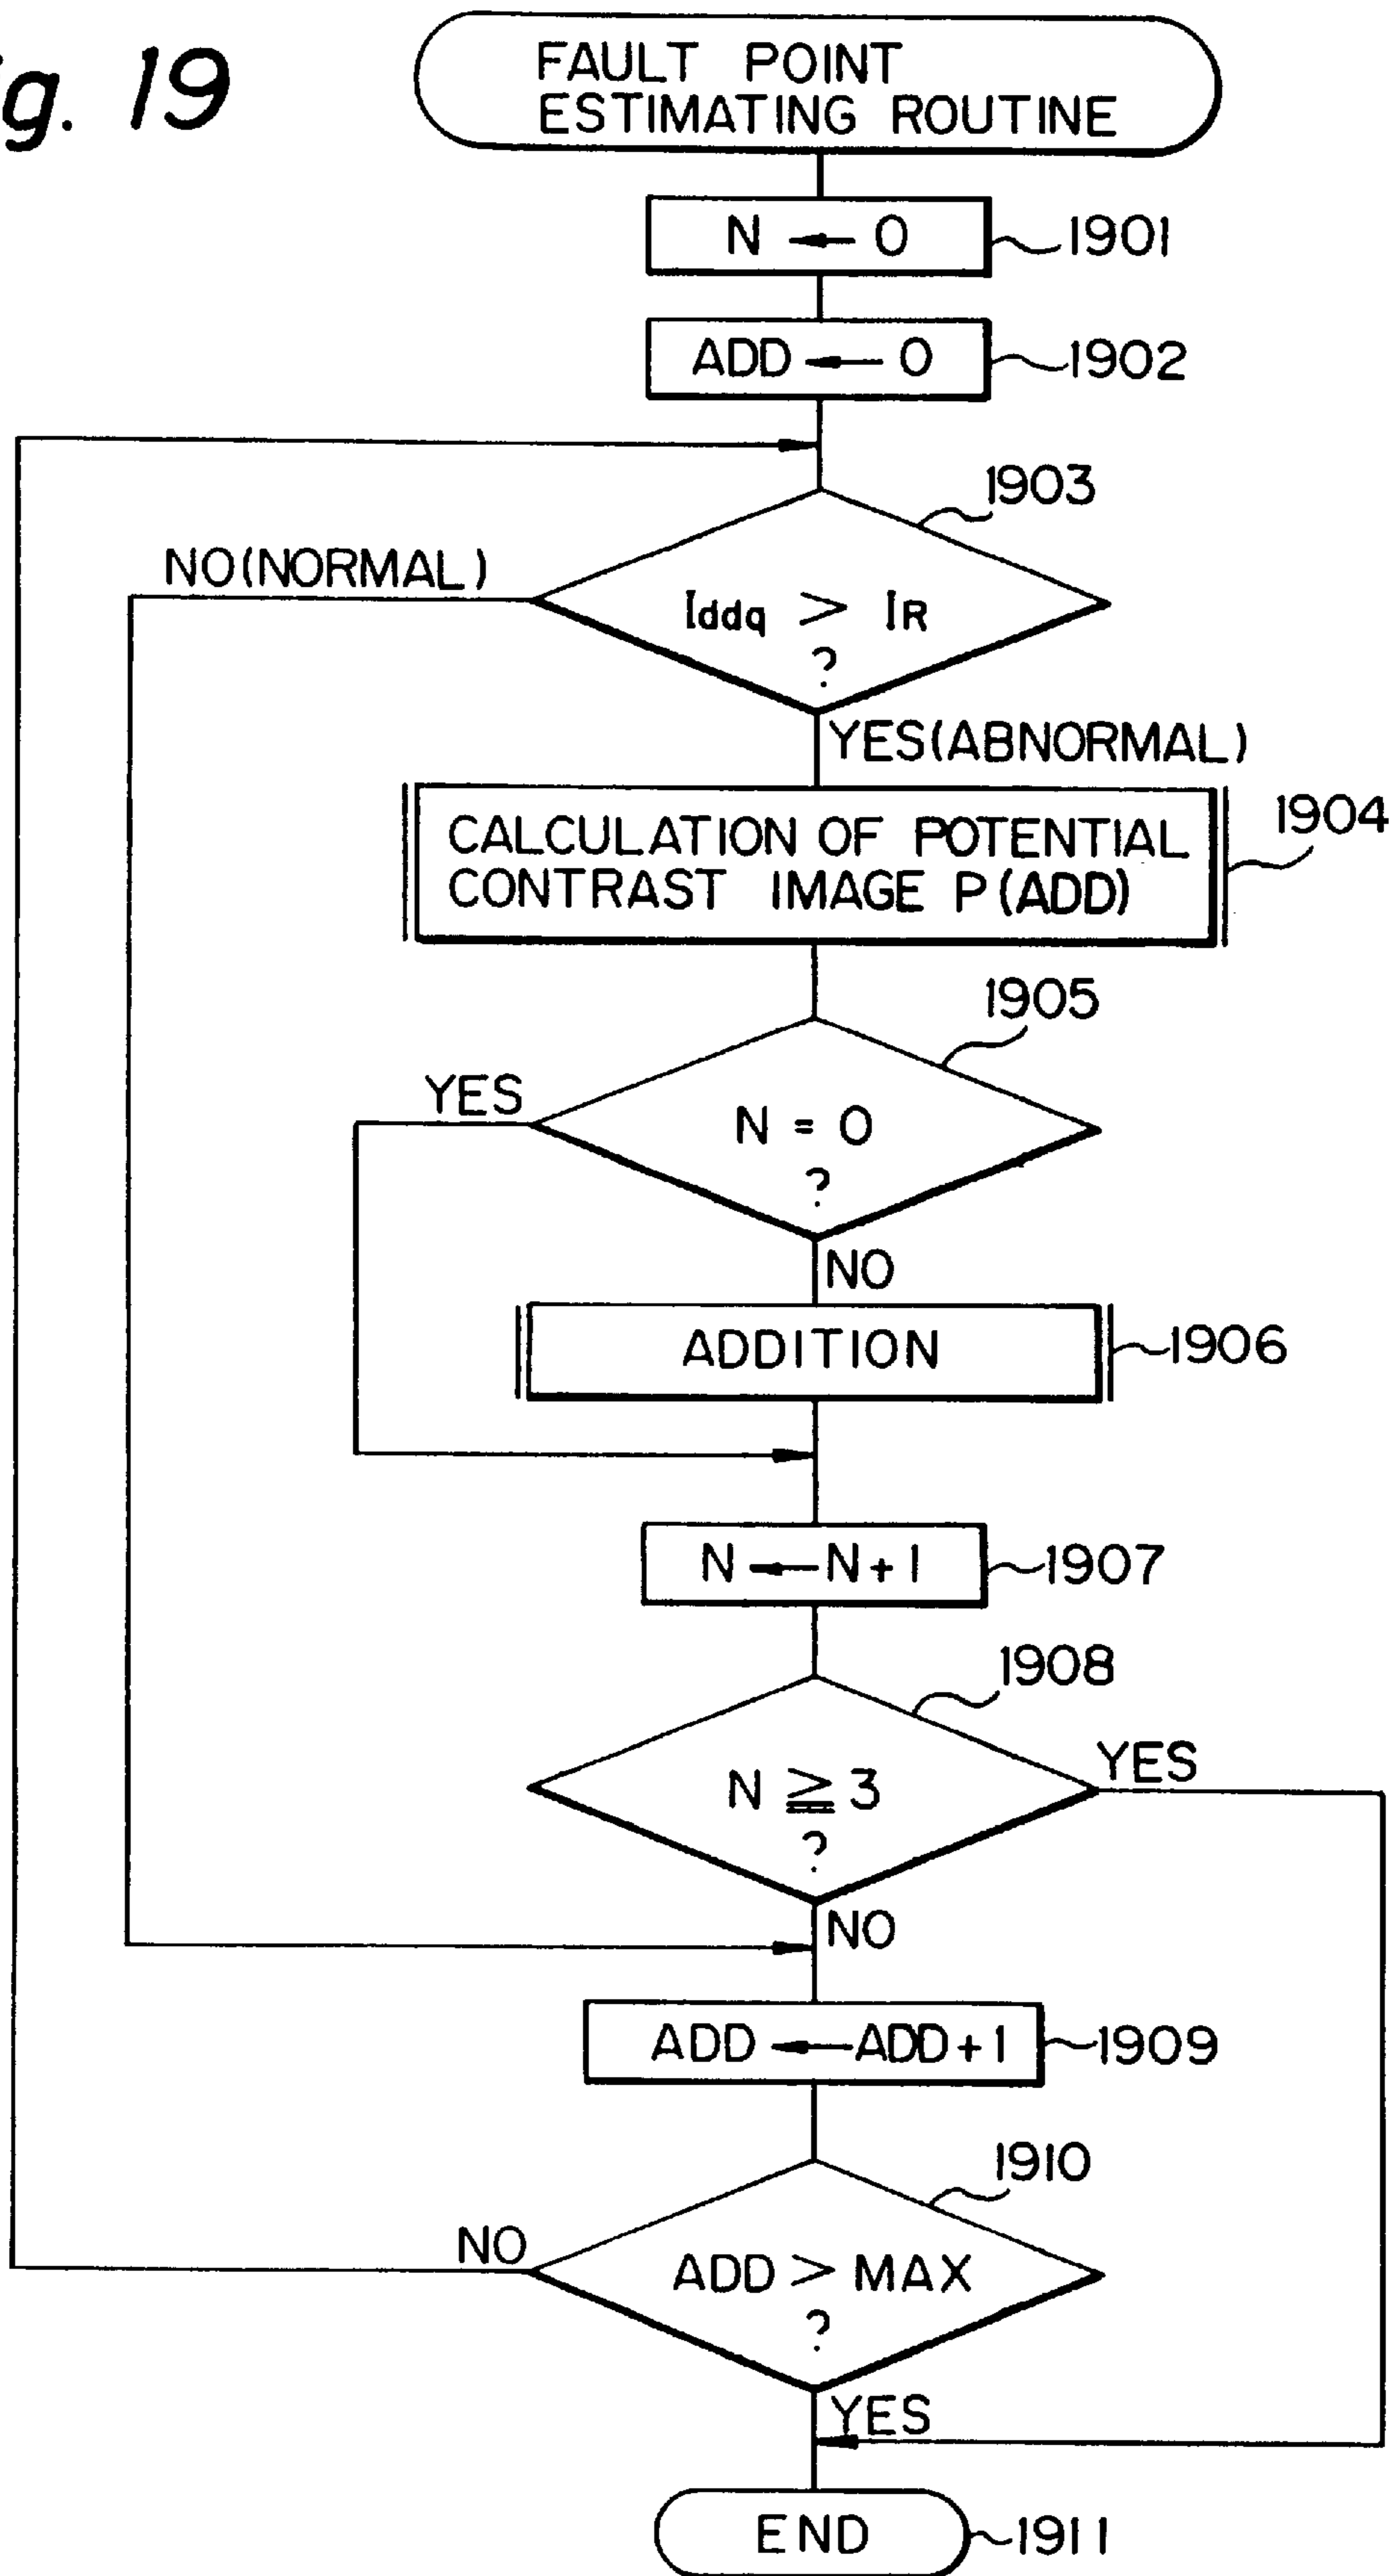 g. 19
FAULT POINT
ESTIMATING ROUTINE
N ← 0
1901
ADD ← 0
1902
1903
NO(NORMAL)
Iddq > IR
?
YES(ABNORMAL)
1904
CALCULATION OF POTENTIAL
CONTRAST IMAGE P(ADD)
1905
YES
N = 0
?
NO
ADDITION
1906
N ← N+1
1907
1908
YES
N ≧ 3
?
NO
ADD ← ADD+1
1909
1910
NO
ADD > MAX
?
YES
END
1911